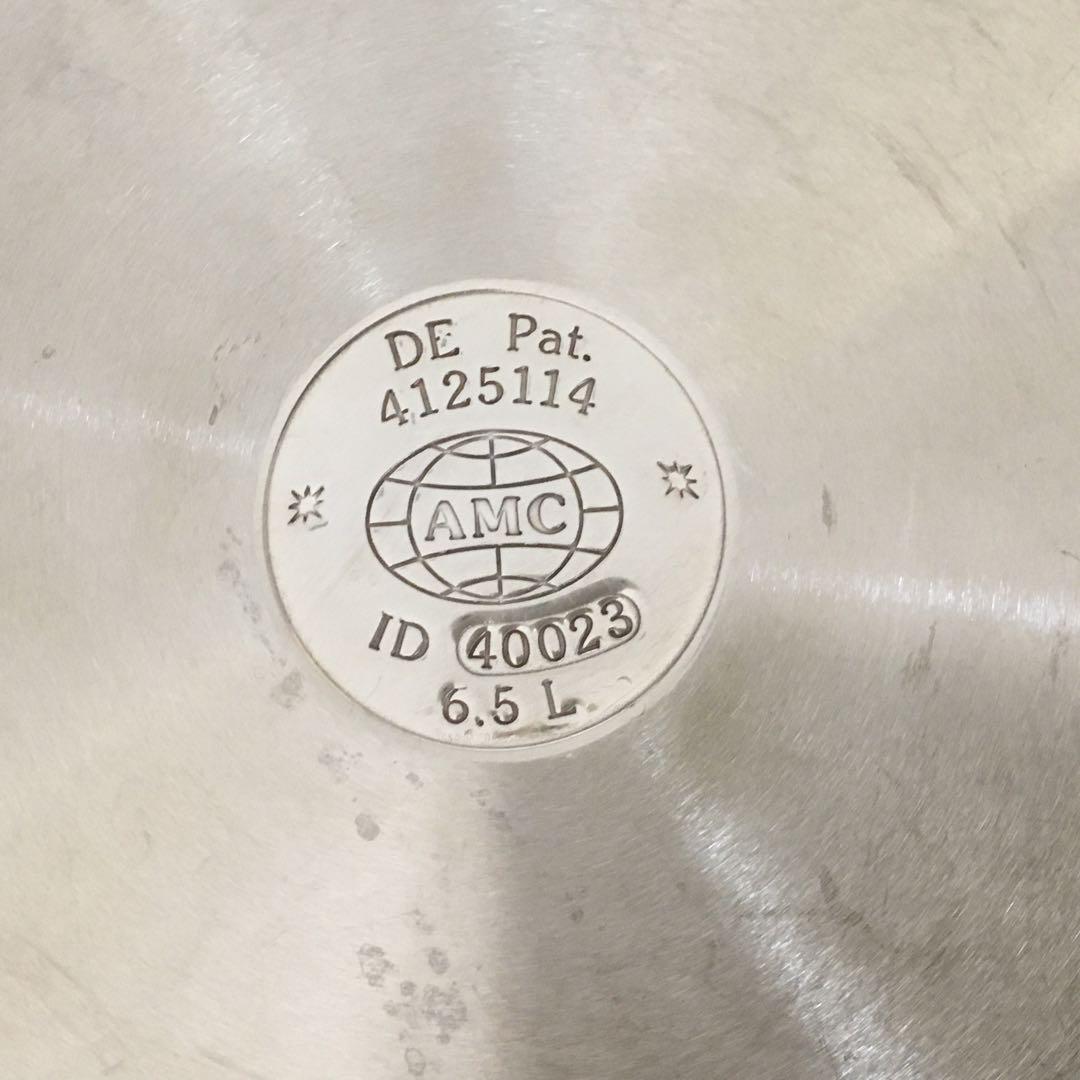 DE Pat.
4125114
AMC
ID 40023
6.5 L